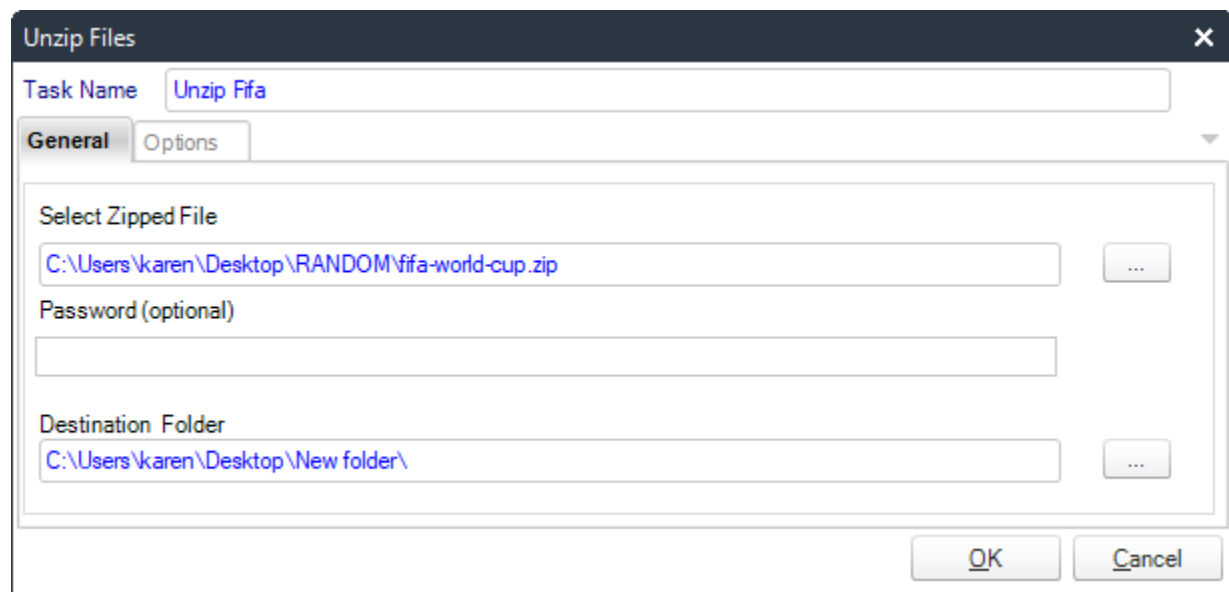 Unzip Files
Task Name Unzip Fifa
General Options
Select Zipped File
C:\Users\karen\Desktop\RANDOM\fifa-world-cup.zip ...
Password (optional)
Destination Folder
C:\Users\karen\Desktop\New folder\ ...
OK Cancel